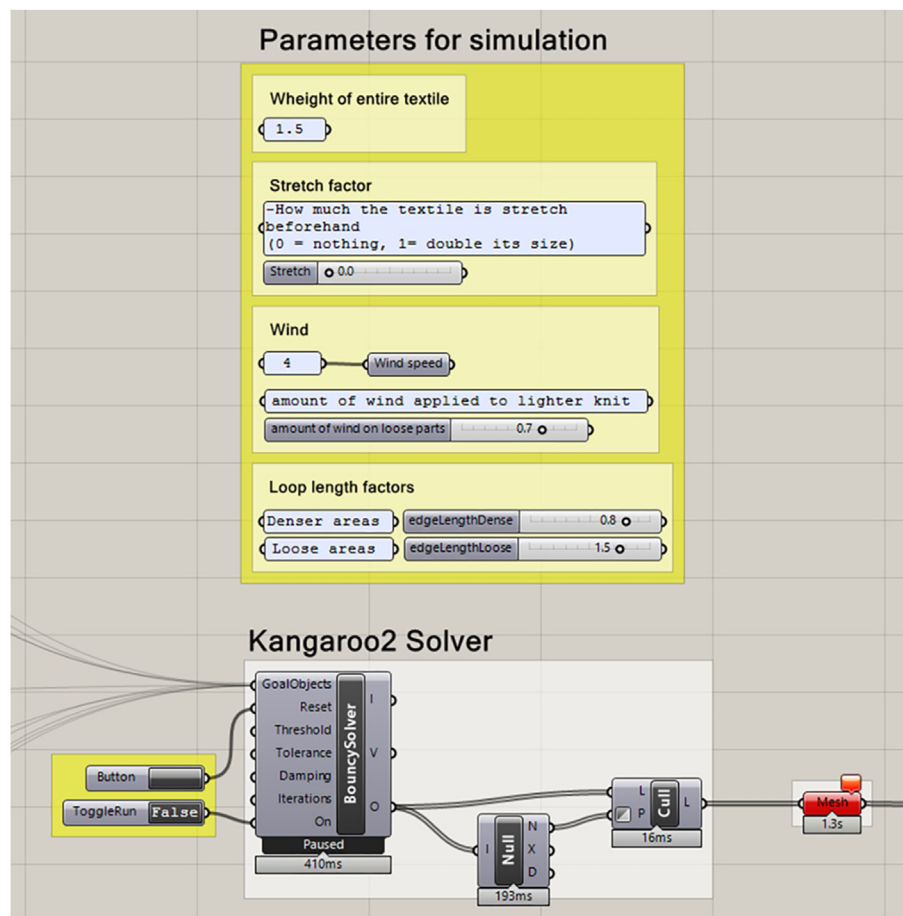 Parameters for simulation
Wheight of entire textile
1.5
Stretch factor
-How much the textile is stretch
beforehand
(0 = nothing, 1= double its size)
Stretch 0.0
Wind
4 Wind speed
amount of wind applied to lighter knit
amount of wind on loose parts 0.7
Loop length factors
Denser areas edgeLengthDense 0.8
Loose areas edgeLengthLoose 1.5
Kangaroo2 Solver
GoalObjects
Reset
Threshold
Tolerance
Damping
Iterations
On
BouncySolver
I
V
O
Paused
410ms
Button
ToggleRun False
I
Null
N
X
D
193ms
L
P
Cull
L
16ms
Mesh
1.3s